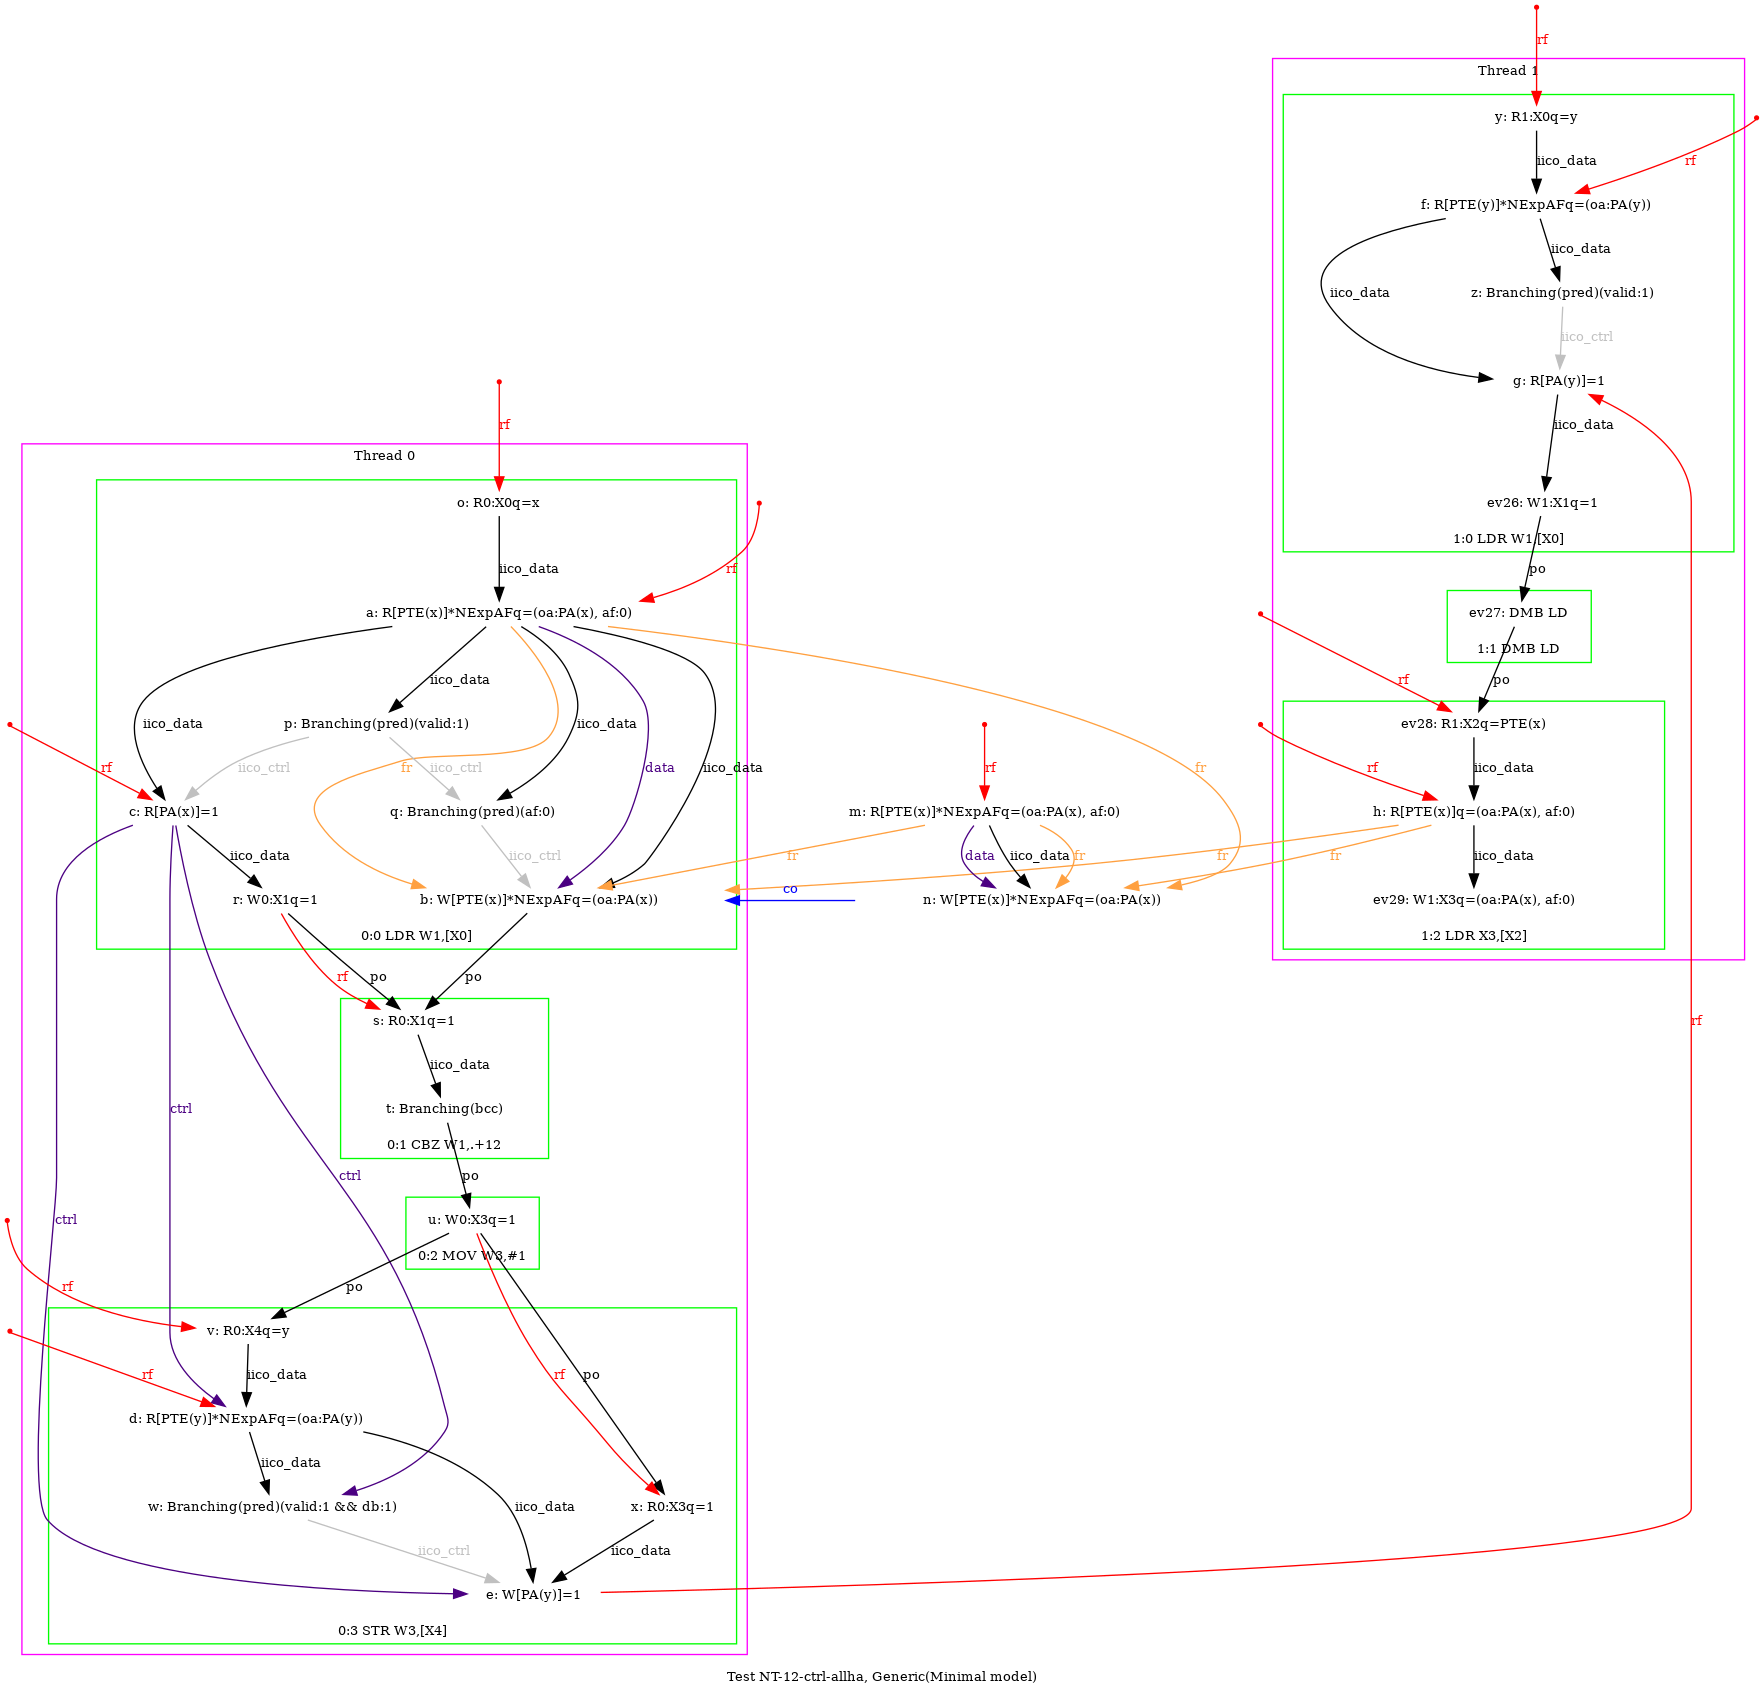 rf
Thread 1
y: R1:X0q=y
iico_data
rf
f: R[PTE(y)]*NExpAFq=(oa:PA(y))
iico_data
iico_data
z: Branching(pred)(valid:1)
iico_ctrl
g: R[PA(y)]=1
iico_data
rf
Thread 0
o: R0:X0q=x
ev26: W1:X1q=1
1:0 LDR W1,[X0]
iico_data
rf
po
a: R[PTE(x)]*NExpAFq=(oa:PA(x), af:0)
ev27: DMB LD
1:1 DMB LD
iico_data
rf
po
iico_data
p: Branching(pred)(valid:1)
iico_data
ev28: R1:X2q=PTE(x)
rf
iico_ctrl
fr
iico_ctrl
data
iico_data
rf
fr
rf
iico_data
c: R[PA(x)]=1
q: Branching(pred)(af:0)
m: R[PTE(x)]*NExpAFq=(oa:PA(x), af:0)
h: R[PTE(x)]q=(oa:PA(x), af:0)
iico_data
iico_ctrl
fr
data
iico_data
fr
fr
fr
iico_data
co
r: W0:X1q=1
b: W[PTE(x)]*NExpAFq=(oa:PA(x))
n: W[PTE(x)]*NExpAFq=(oa:PA(x))
ev29: W1:X3q=(oa:PA(x), af:0)
0:0 LDR W1,[X0]
1:2 LDR X3,[X2]
rf
po
po
s: R0:X1q=1
rf
iico_data
ctrl
t: Branching(bcc)
0:1 CBZ W1,.+12
ctrl
po
ctrl
u: W0:X3q=1
0:2 MOV W3,#1
rf
po
v: R0:X4q=y
rf
iico_data
rf
po
d: R[PTE(y)]*NExpAFq=(oa:PA(y))
iico_data
w: Branching(pred)(valid:1 && db:1)
iico_data
x: R0:X3q=1
iico_ctrl
iico_data
e: W[PA(y)]=1
0:3 STR W3,[X4]
Test NT-12-ctrl-allha, Generic(Minimal model)